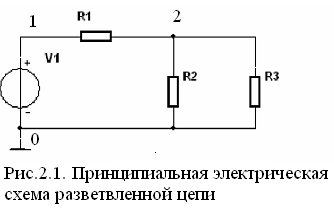 1
R1
2
+
V1
R2
R3
-
0
Рис.2.1. Принципиальная электрическая
схема разветвленной цепи